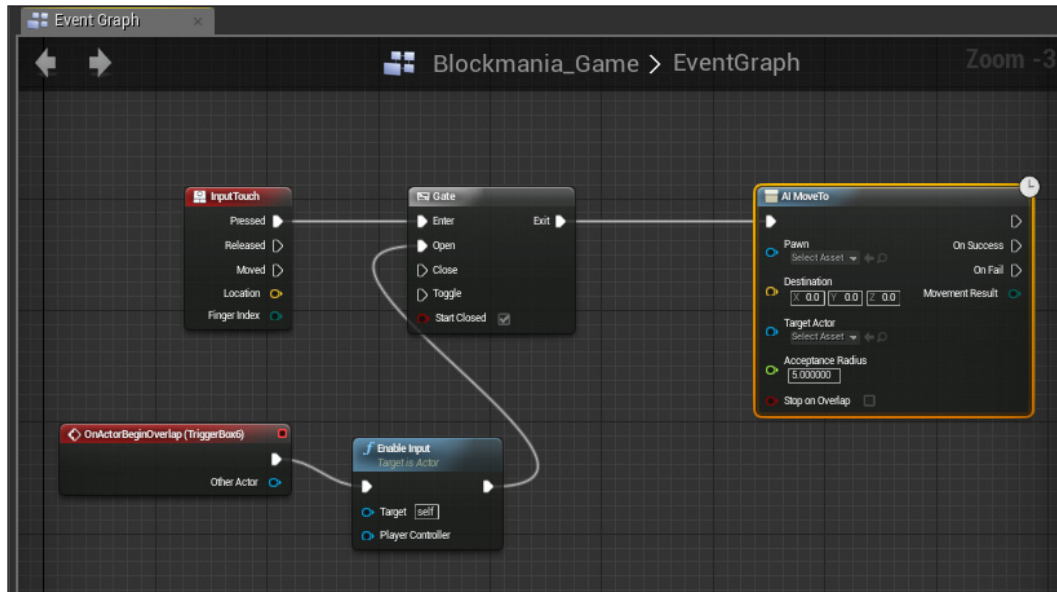 Event Graph
Blockmania_Game > EventGraph
Zoom -3
InputTouch
Pressed
Released
Moved
Location
Finger Index
Gate
Enter
Exit
Open
Close
Toggle
Start Closed
AI MoveTo
Pawn
Select Asset
On Success
On Fail
Destination
X 0.0 Y 0.0 Z 0.0
Movement Result
Target Actor
Select Asset
Acceptance Radius
5.000000
Stop on Overlap
OnActorBeginOverlap (TriggerBox6)
Other Actor
Enable Input
Target is Actor
Target self
Player Controller